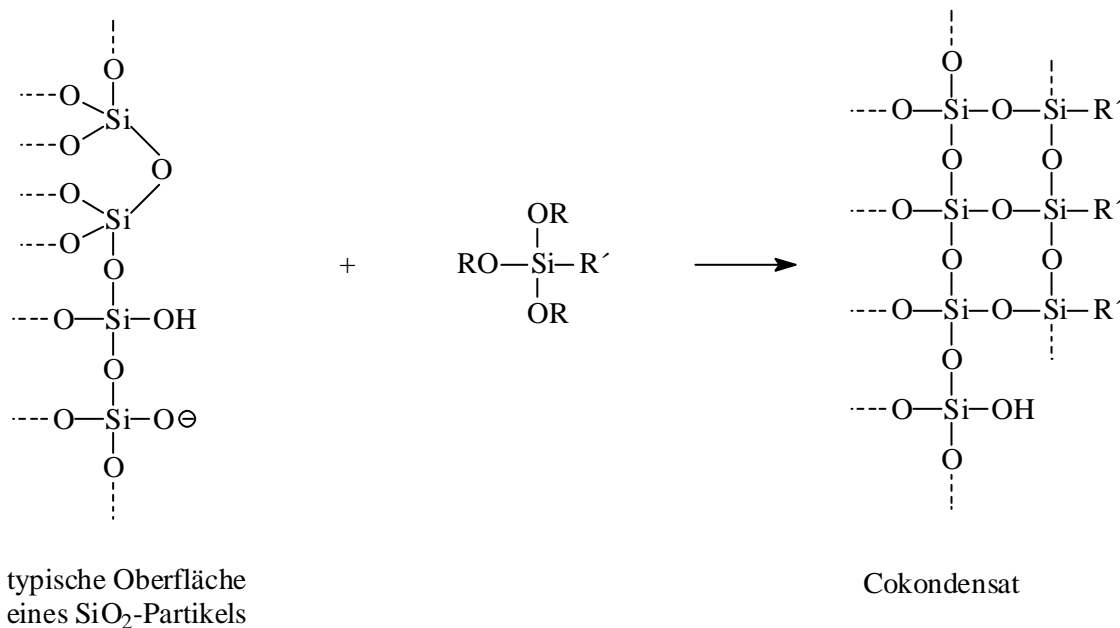 O
O
Si
O
O
O
Si
O
O
O Si OH
O
O Si O⊖
O
typische Oberfläche
eines SiO₂-Partikels
+
OR
RO Si R´
OR
O
O Si O Si R´
O O
O Si O Si R´
O O
O Si O Si R´
O
O Si OH
O
Cokondensat